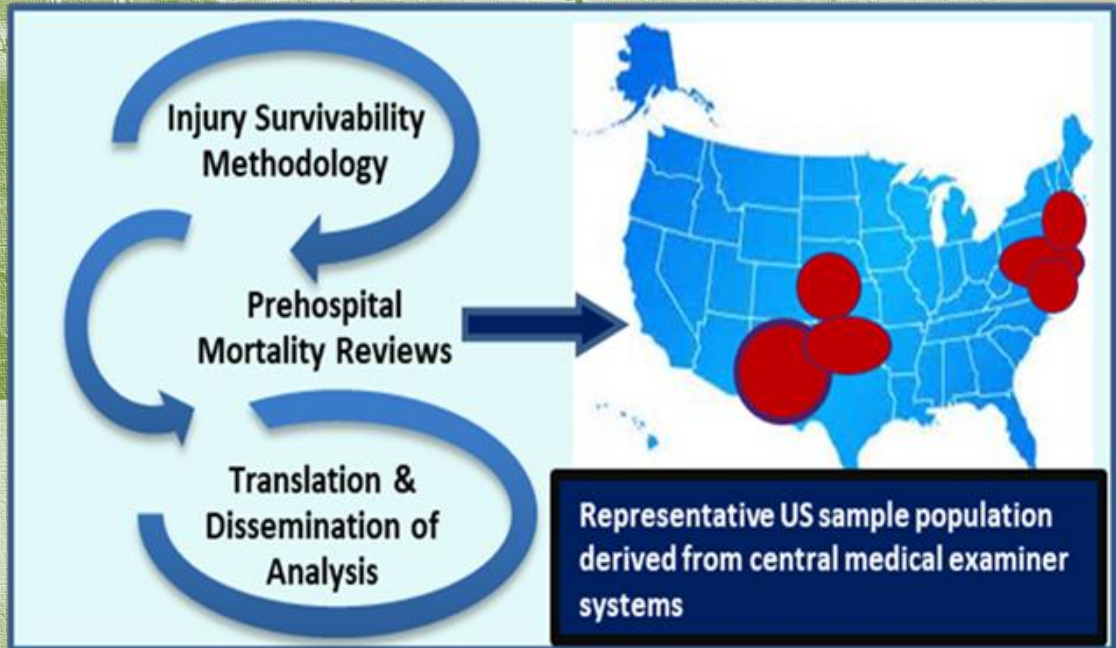 Injury Survivability
Methodology
Prehospital
Mortality Reviews
Translation &
Dissemination of
Analysis
Representative US sample population
derived from central medical examiner
systems